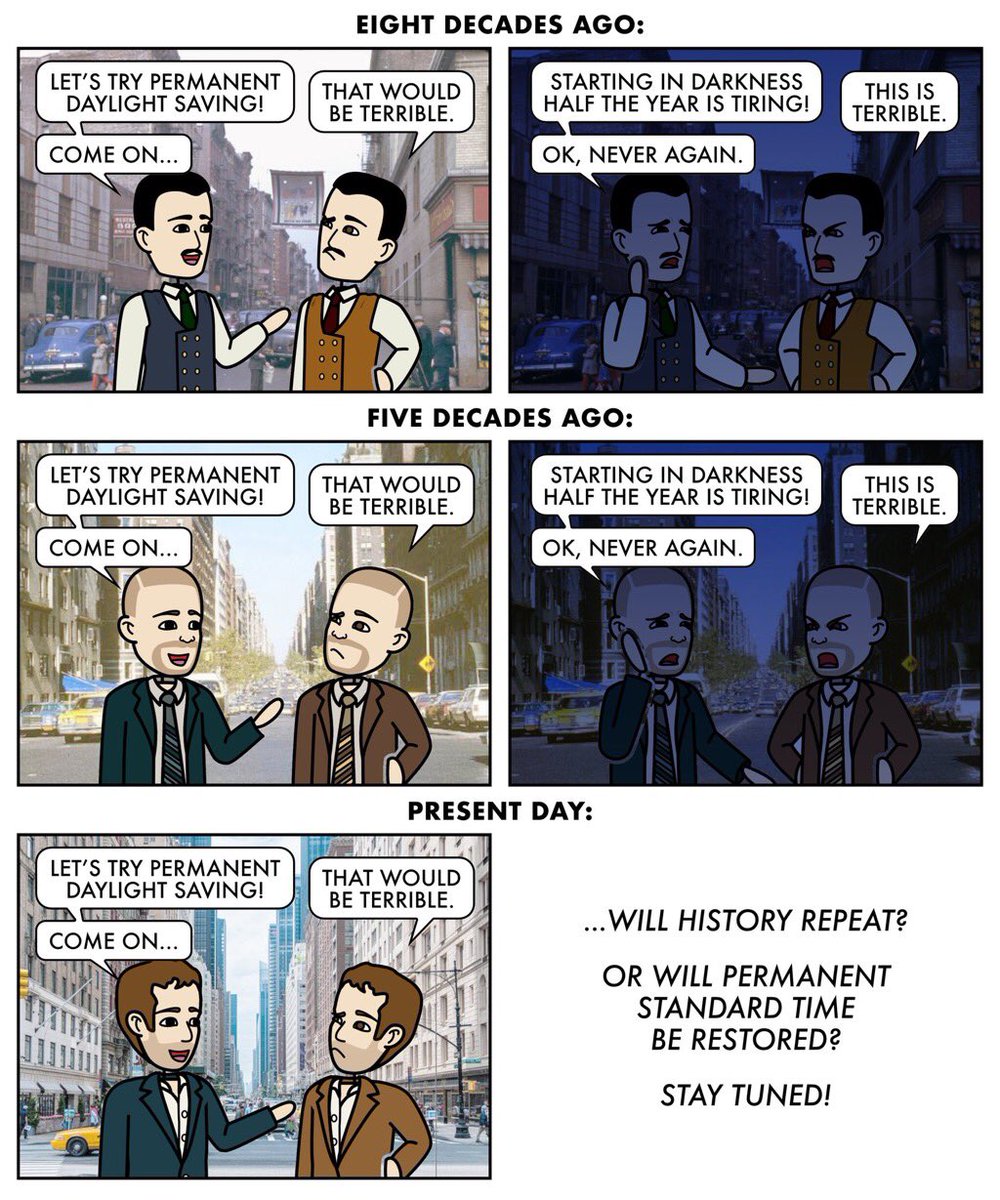 EIGHT DECADES AGO:
LET'S TRY PERMANENT
DAYLIGHT SAVING!
THAT WOULD
BE TERRIBLE.
COME ON...
STARTING IN DARKNESS
HALF THE YEAR IS TIRING!
THIS IS
TERRIBLE.
OK, NEVER AGAIN.
FIVE DECADES AGO:
LET'S TRY PERMANENT
DAYLIGHT SAVING!
THAT WOULD
BE TERRIBLE.
COME ON...
STARTING IN DARKNESS
HALF THE YEAR IS TIRING!
THIS IS
TERRIBLE.
OK, NEVER AGAIN.
PRESENT DAY:
LET'S TRY PERMANENT
DAYLIGHT SAVING!
THAT WOULD
BE TERRIBLE.
COME ON...
...WILL HISTORY REPEAT?
OR WILL PERMANENT
STANDARD TIME
BE RESTORED?
STAY TUNED!